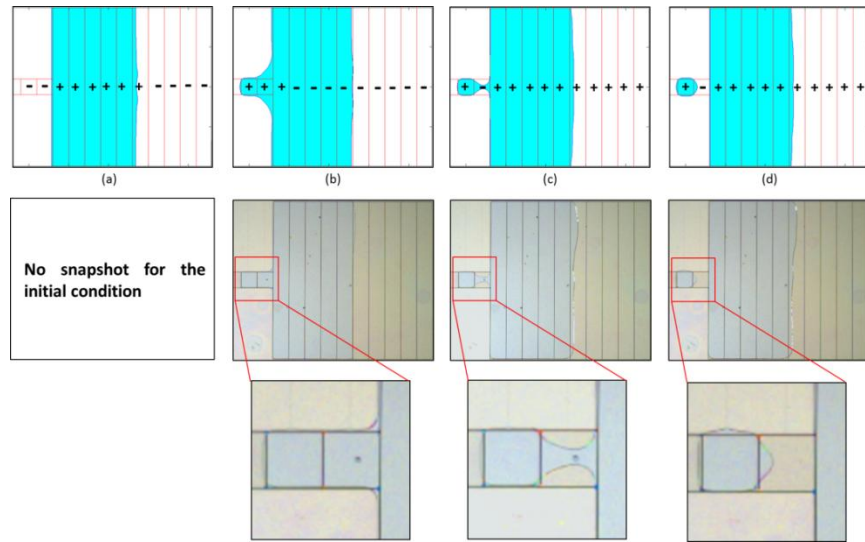 (a)
(b)
(c)
(d)
No snapshot for the
initial condition